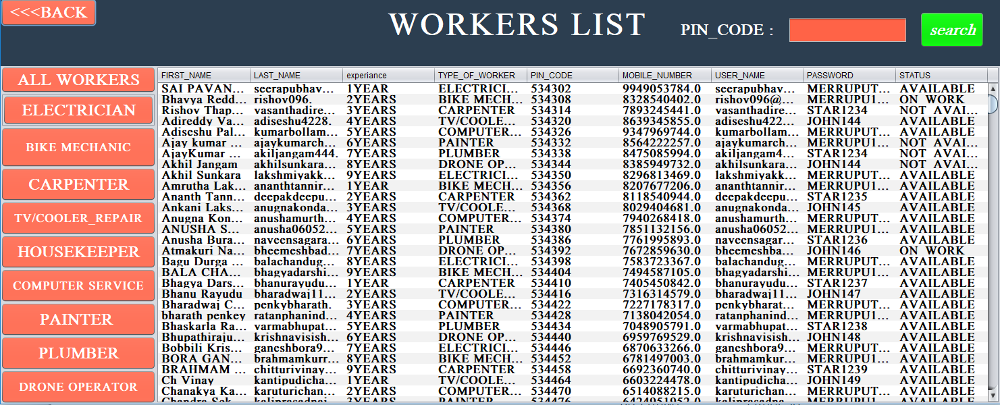 <<<BACK
WORKERS LIST
PIN_CODE :
search
ALL WORKERS
ELECTRICIAN
BIKE MECHANIC
CARPENTER
TV/COOLER_REPAIR
HOUSEKEEPER
COMPUTER SERVICE
PAINTER
PLUMBER
DRONE OPERATOR
FIRST_NAME LAST_NAME experiance TYPE_OF_WORKER PIN_CODE MOBILE_NUMBER USER_NAME PASSWORD STATUS
SAI PAVAN... seerapubhav... 1YEAR ELECTRICI... 534302 9949053784.0 seerapubhav... MERRUPUT... AVAILABLE
Bhavya Redd... rishov096. 2YEARS BIKE MECH... 534308 8328540402.0 rishov096@... MERRUPU1... ON WORK
Rishov Thap... vasanthadire... 3YEARS CARPENTER 534314 7893245441.0 vasanthadire... STAR1234 NOT AVAI...
Adireddy Va... adiseshu4228. 4YEARS TV/COOLE... 534320 8639345855.0 adiseshu422... JOHN144 AVAILABLE
Adiseshu Pal... kumarbollam... 5YEARS COMPUTER... 534326 9347969744.0 kumarbollam... MERRUPUT... AVAILABLE
Ajay kumar ... ajaykumarch... 6YEARS PAINTER 534332 8564222257.0 ajaykumarch... MERRUPU1... NOT AVAI...
AjayKumar ... akiljangam444. 7YEARS PLUMBER 534338 8475085994.0 akiljangam4... STAR1234 NOT AVAI...
Akhil Jangam akhilsunkara... 8YEARS DRONE OP... 534344 8385949732.0 akhilsunkara... JOHN144 NOT AVAI...
Akhil Sunkara lakshmiyakk... 9YEARS ELECTRICI... 534350 8296813469.0 lakshmiyakk... MERRUPUT... AVAILABLE
Amrutha Lak... ananthtannir... 1YEAR BIKE MECH... 534356 8207677206.0 ananthtannir... MERRUPU1... AVAILABLE
Ananth Tann... deepakdeepu... 2YEARS CARPENTER 534362 8118540944.0 deepakdeepu... STAR1235 AVAILABLE
Ankani Laks... anugnakonda... 3YEARS TV/COOLE... 534368 8029404681.0 anugnakonda... JOHN145 AVAILABLE
Anugna Kon... anushamurth... 4YEARS COMPUTER... 534374 7940268418.0 anushamurth... MERRUPUT... AVAILABLE
ANUSHA S... anusha06052... 5YEARS PAINTER 534380 7851132156.0 anusha06052... MERRUPU1... AVAILABLE
Anusha Bura... naveensagara... 6YEARS PLUMBER 534386 7761995893.0 naveensagar... STAR1236 AVAILABLE
Atmakuri Na... bheemeshbad... 7YEARS DRONE OP... 534392 7672859630.0 bheemeshba... JOHN146 ON WORK
Bagu Durga ... balachandug... 8YEARS ELECTRICI... 534398 7583723367.0 balachandug... MERRUPUT... AVAILABLE
BALA CHA... bhagyadarshi... 9YEARS BIKE MECH... 534404 7494587105.0 bhagyadarshi... MERRUPU1... AVAILABLE
Bhagya Dars... bhanurayudu... 1YEAR CARPENTER 534410 7405450842.0 bhanurayudu... STAR1237 AVAILABLE
Bhanu Rayudu bharadwaj11... 2YEARS TV/COOLE... 534416 7316314579.0 bharadwaj11... JOHN147 AVAILABLE
Bharadwaj C... penkybharath. 3YEARS COMPUTER... 534422 7227178317.0 penkybharat... MERRUPUT... AVAILABLE
bharath penkey ratanphanind... 4YEARS PAINTER 534428 7138042054.0 ratanphanind... MERRUPU1... AVAILABLE
Bhaskarla Ra... varmabhupat... 5YEARS PLUMBER 534434 7048905791.0 varmabhupat... STAR1238 AVAILABLE
Bhupathiraju... krishnavisish... 6YEARS DRONE OP... 534440 6959769529.0 krishnavisish... JOHN148 AVAILABLE
Bobbili Kris... ganeshbora9... 7YEARS ELECTRICI... 534446 6870633266.0 ganeshbora9... MERRUPUT... AVAILABLE
BORA GAN... brahmamkurr... 8YEARS BIKE MECH... 534452 6781497003.0 brahmamkur... MERRUPU1... AVAILABLE
BRAHMAM ... chitturivinay... 9YEARS CARPENTER 534458 6692360740.0 chitturivinay... STAR1239 AVAILABLE
Ch Vinay kantipudicha... 1YEAR TV/COOLE... 534464 6603224478.0 kantipudicha... JOHN149 AVAILABLE
Chanakya Ka... karuturichan... 2YEARS COMPUTER... 534470 6514088215.0 karuturichan... MERRUPUT... AVAILABLE
Chandra Sek... kaliprasadnai... 3YEARS PAINTER 534476 6424951952.0 kaliprasadnai... MERRUPU1... AVAILABLE